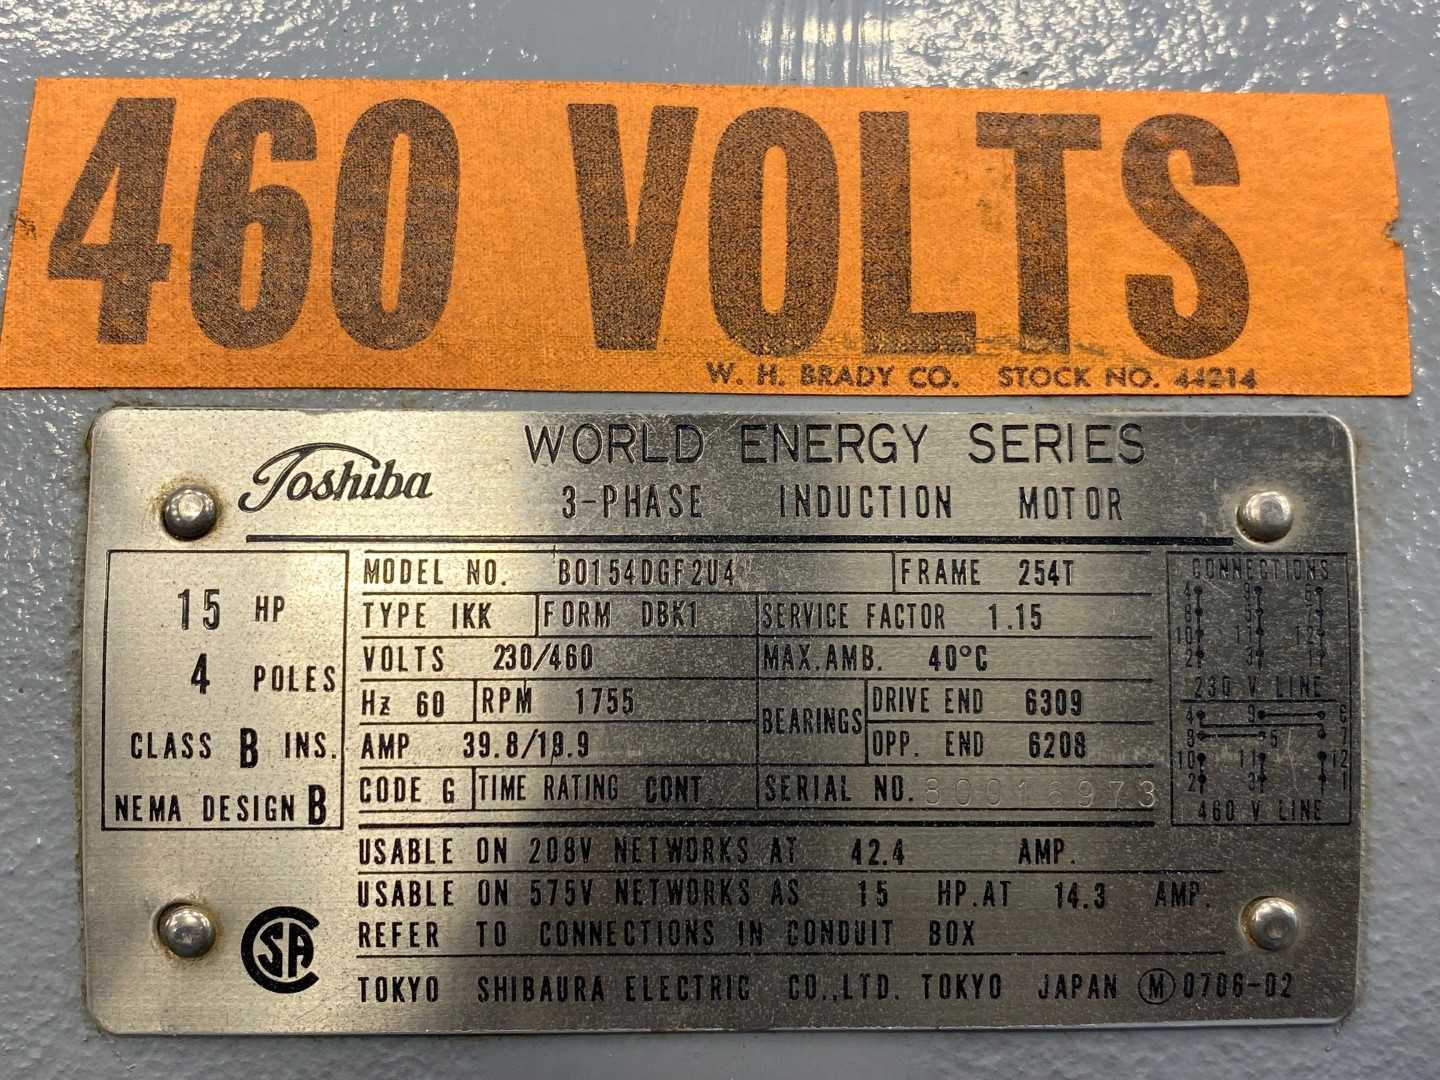 460 VOLTS
W. H. BRADY CO. STOCK NO. 44214
Toshiba
WORLD ENERGY SERIES
3-PHASE INDUCTION MOTOR
15 HP
4 POLES
CLASS B INS.
NEMA DESIGN B
MODEL NO. B0154DGF2U4 FRAME 254T
TYPE IKK FORM DBK1 SERVICE FACTOR 1.15
VOLTS 230/460 MAX.AMB. 40°C
Hz 60 RPM 1755 BEARINGS DRIVE END 6309
AMP 39.8/19.9 OPP. END 6208
CODE G TIME RATING CONT SERIAL NO. 80016973
CONNECTIONS
230 V LINE
460 V LINE
USABLE ON 208V NETWORKS AT 42.4 AMP.
USABLE ON 575V NETWORKS AS 15 HP.AT 14.3 AMP.
REFER TO CONNECTIONS IN CONDUIT BOX
CSA
TOKYO SHIBAURA ELECTRIC CO.,LTD. TOKYO JAPAN M 0706-02